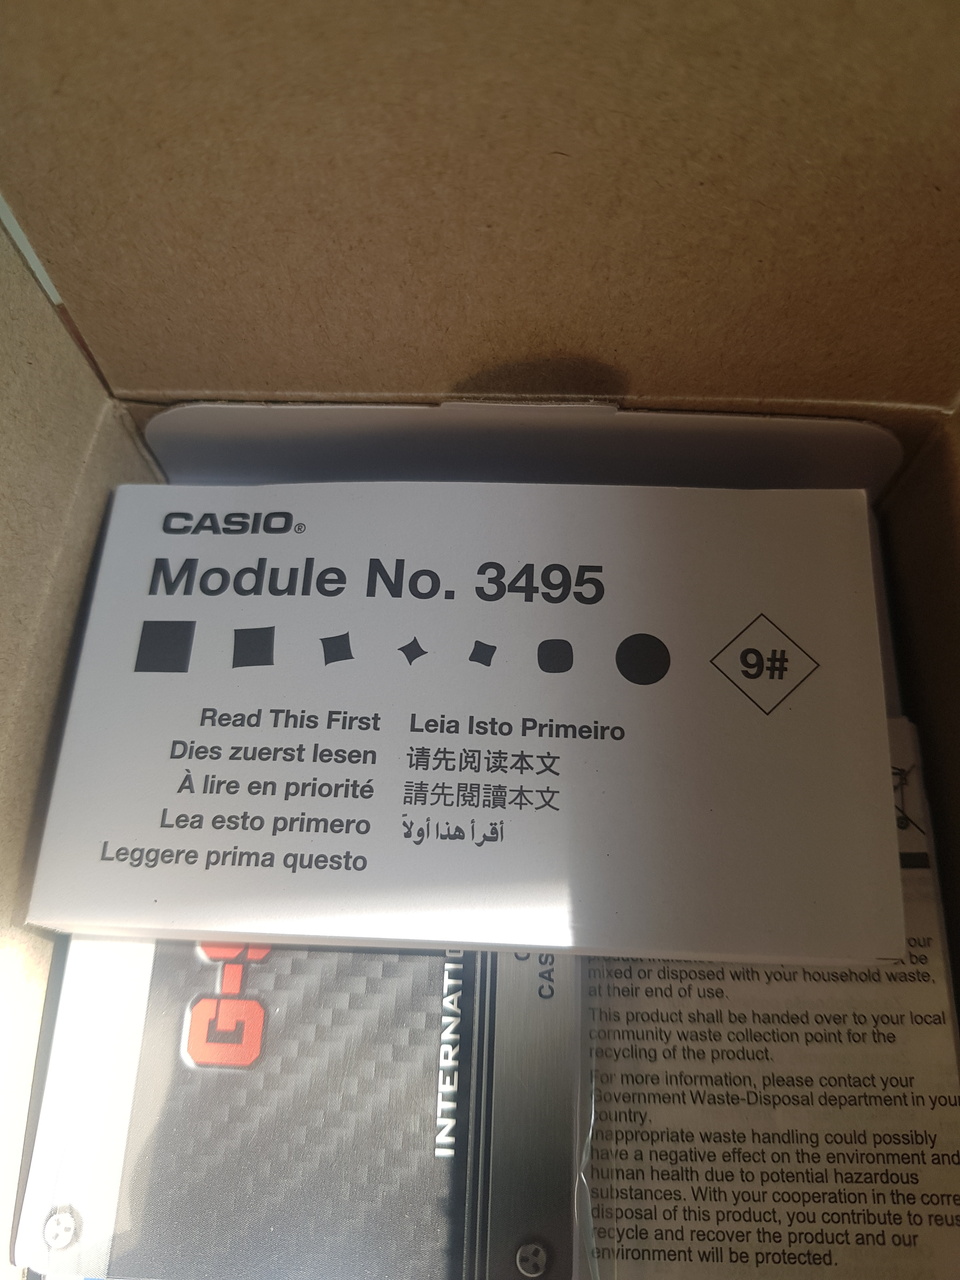 CASIO®
Module No. 3495
9#
Read This First
Dies zuerst lesen
À lire en priorité
Lea esto primero
Leggere prima questo
Leia Isto Primeiro
请先阅读本文
請先閱讀本文
أقرأ هذا أولاً
G-
INTERNATIO
CAS
our
be
mixed or disposed with your household waste,
at their end of use.
This product shall be handed over to your local
community waste collection point for the
recycling of the product.
For more information, please contact your
Government Waste-Disposal department in your
country.
Inappropriate waste handling could possibly
have a negative effect on the environment and
human health due to potential hazardous
substances. With your cooperation in the corre
disposal of this product, you contribute to reus
recycle and recover the product and our
environment will be protected.